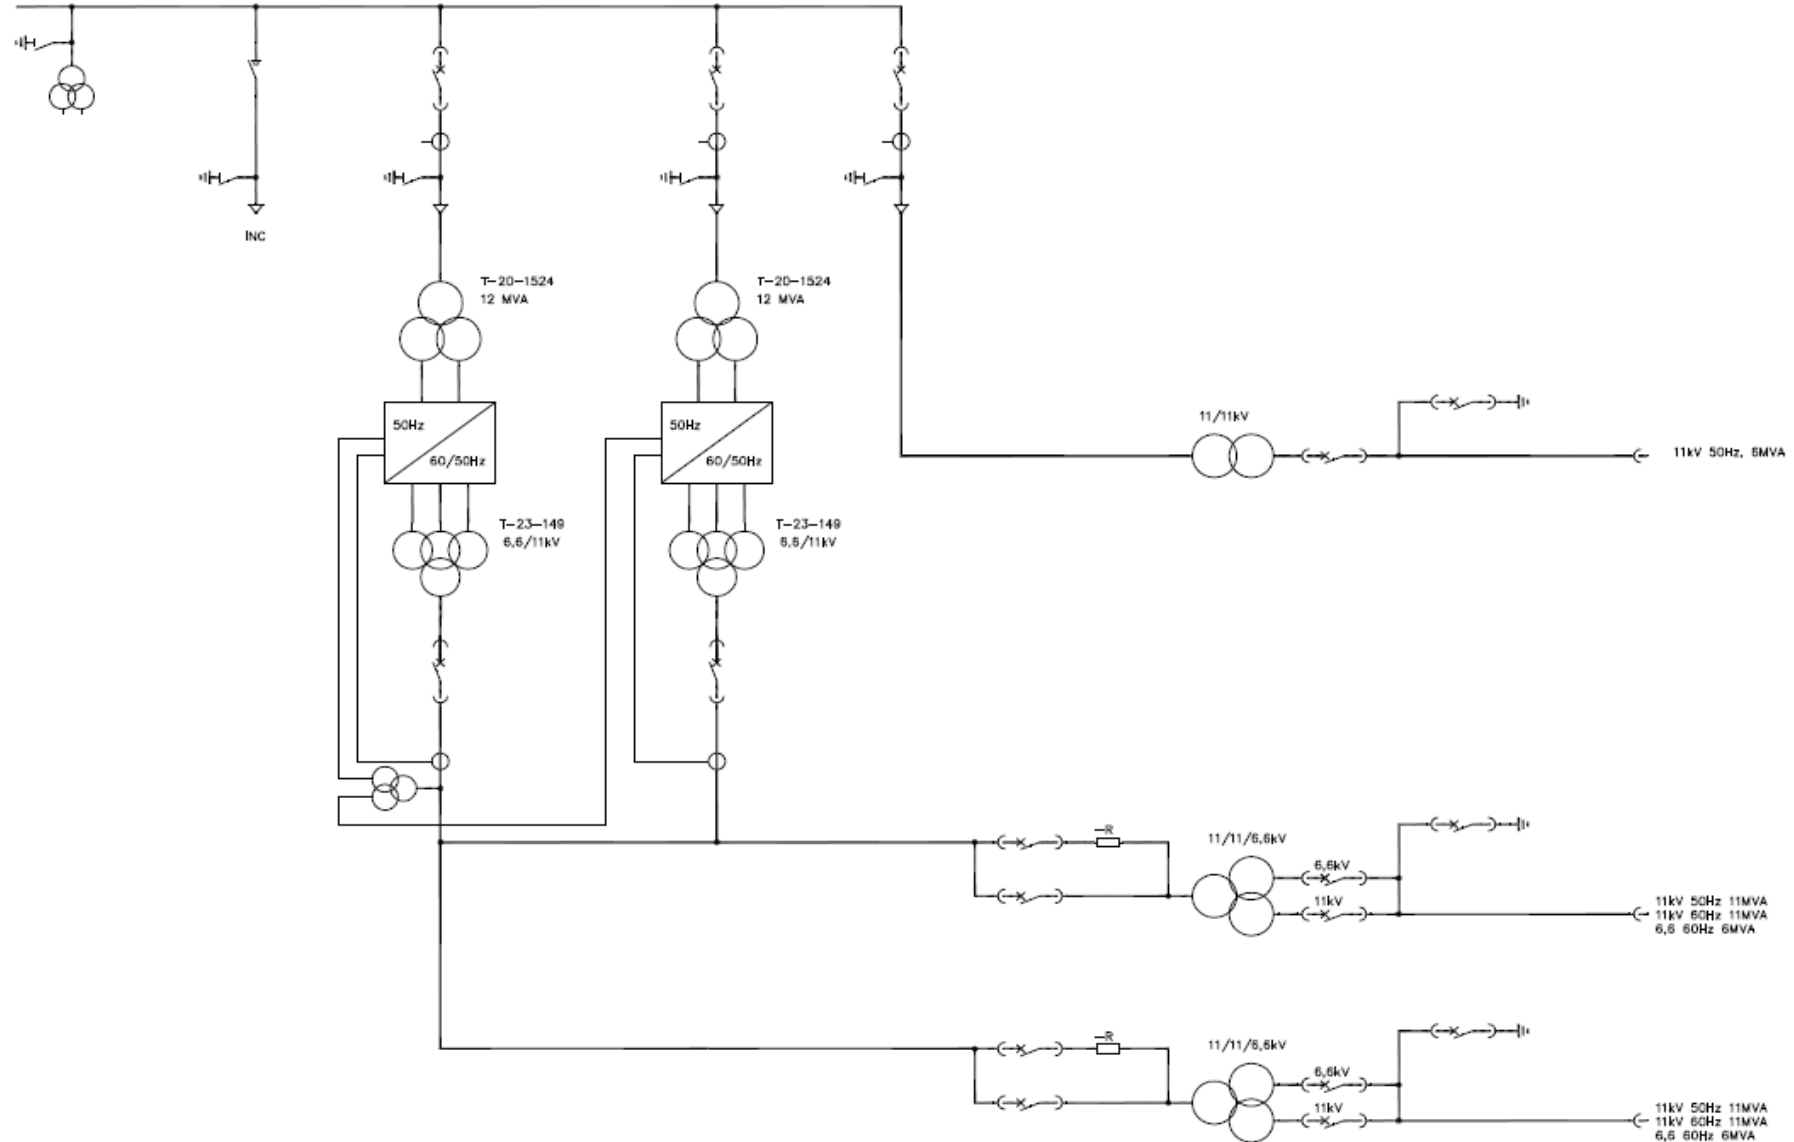 INC
T-20-1524
12 MVA
T-20-1524
12 MVA
50Hz
60/50Hz
50Hz
60/50Hz
11/11kV
11kV 50Hz, 6MVA
T-23-149
6,6/11kV
T-23-149
6,6/11kV
-R
11/11/6,6kV
6,6kV
11kV
11kV 50Hz 11MVA
11kV 60Hz 11MVA
6,6 60Hz 6MVA
-R
11/11/6,6kV
6,6kV
11kV
11kV 50Hz 11MVA
11kV 60Hz 11MVA
6,6 60Hz 6MVA